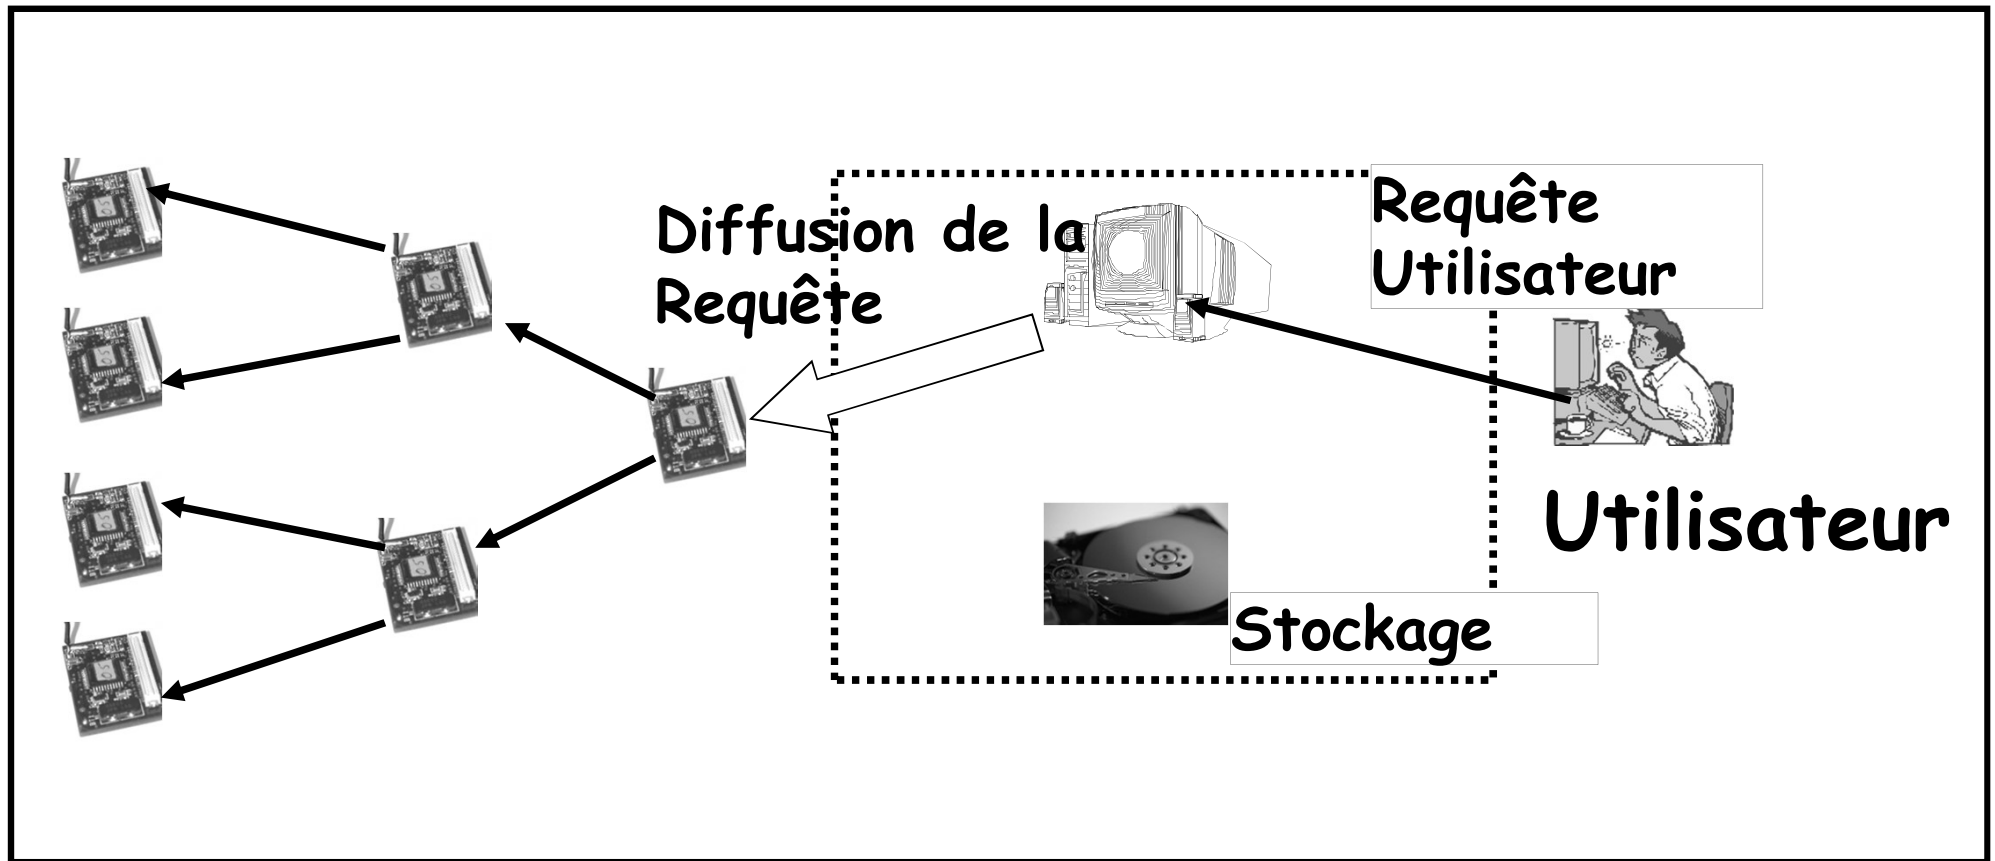 Diffusion de la
Requête
Requête
Utilisateur
Utilisateur
Stockage